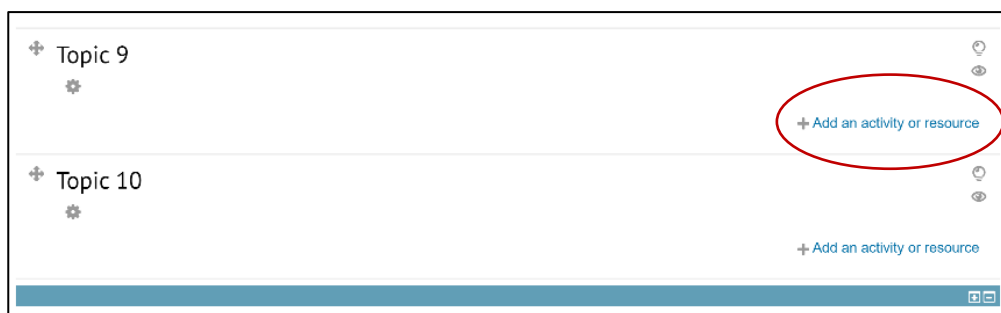 Topic 9
Add an activity or resource
Topic 10
Add an activity or resource